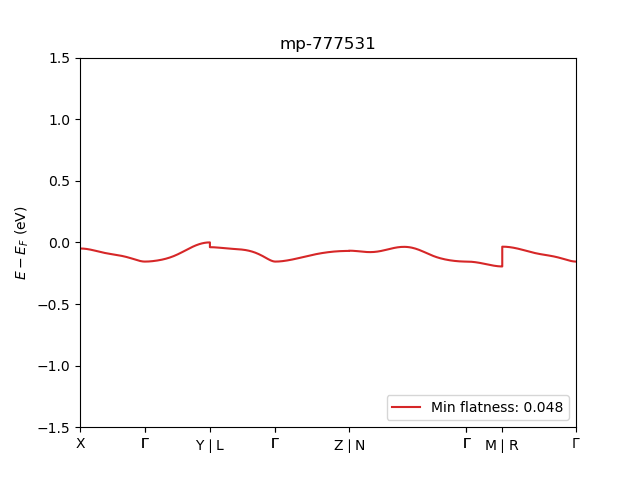 mp-777531
1.5
1.0
0.5
0.0
−0.5
−1.0
−1.5
E − E_F (eV)
X Γ Y | L Γ Z | N Γ M | R Γ
Min flatness: 0.048